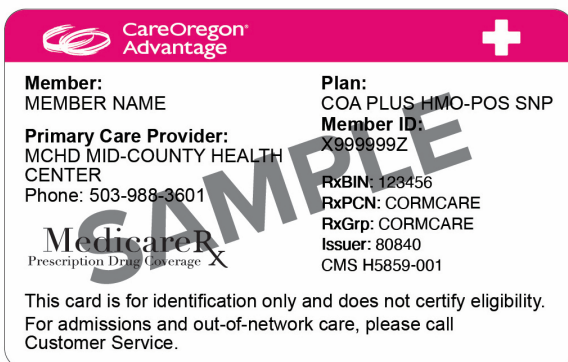 CareOregon®
Advantage
Member:
MEMBER NAME
Primary Care Provider:
MCHD MID-COUNTY HEALTH
CENTER
Phone: 503-988-3601
MedicareRx
Prescription Drug Coverage
Plan:
COA PLUS HMO-POS SNP
Member ID:
X999999Z
RxBIN: 123456
RxPCN: CORMCARE
RxGrp: CORMCARE
Issuer: 80840
CMS H5859-001
SAMPLE
This card is for identification only and does not certify eligibility.
For admissions and out-of-network care, please call
Customer Service.